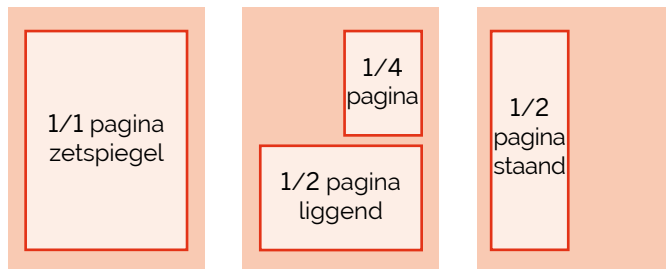 1/1 pagina
zetspiegel
1/4
pagina
1/2 pagina
liggend
1/2
pagina
staand